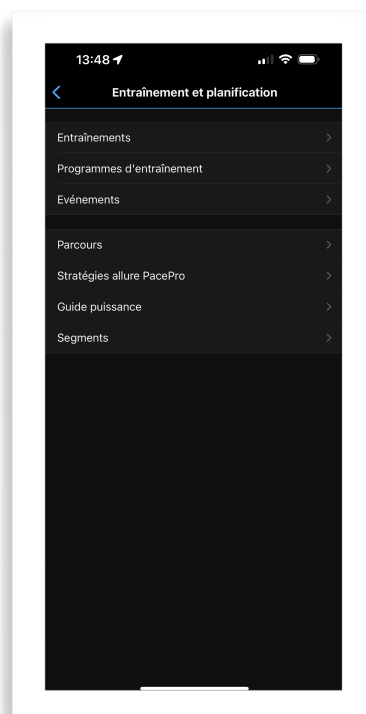 13:48
Entraînement et planification
Entraînements
Programmes d'entraînement
Evénements
Parcours
Stratégies allure PacePro
Guide puissance
Segments